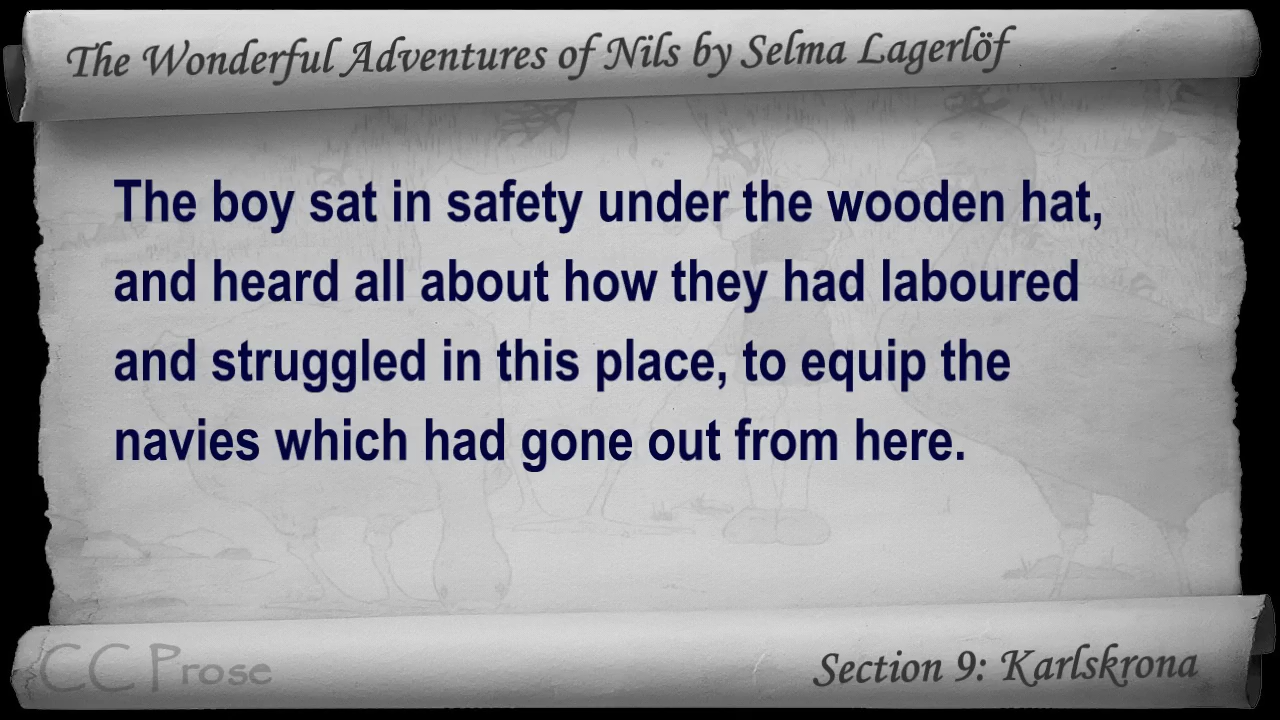 The Wonderful Adventures of Nils by Selma Lagerlöf
The boy sat in safety under the wooden hat,
and heard all about how they had laboured
and struggled in this place, to equip the
navies which had gone out from here.
CC Prose
Section 9: Karlskrona